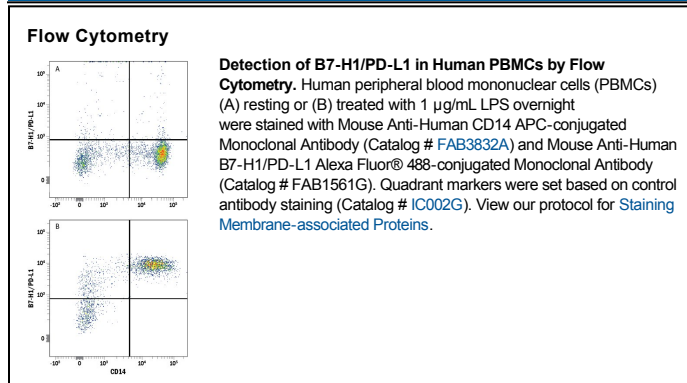 Flow Cytometry
Detection of B7-H1/PD-L1 in Human PBMCs by Flow
Cytometry. Human peripheral blood mononuclear cells (PBMCs)
(A) resting or (B) treated with 1 µg/mL LPS overnight
were stained with Mouse Anti-Human CD14 APC-conjugated
Monoclonal Antibody (Catalog # FAB3832A) and Mouse Anti-Human
B7-H1/PD-L1 Alexa Fluor® 488-conjugated Monoclonal Antibody
(Catalog # FAB1561G). Quadrant markers were set based on control
antibody staining (Catalog # IC002G). View our protocol for Staining
Membrane-associated Proteins.
A
B7-H1/PD-L1
0
0
B
B7-H1/PD-L1
0
0
CD14